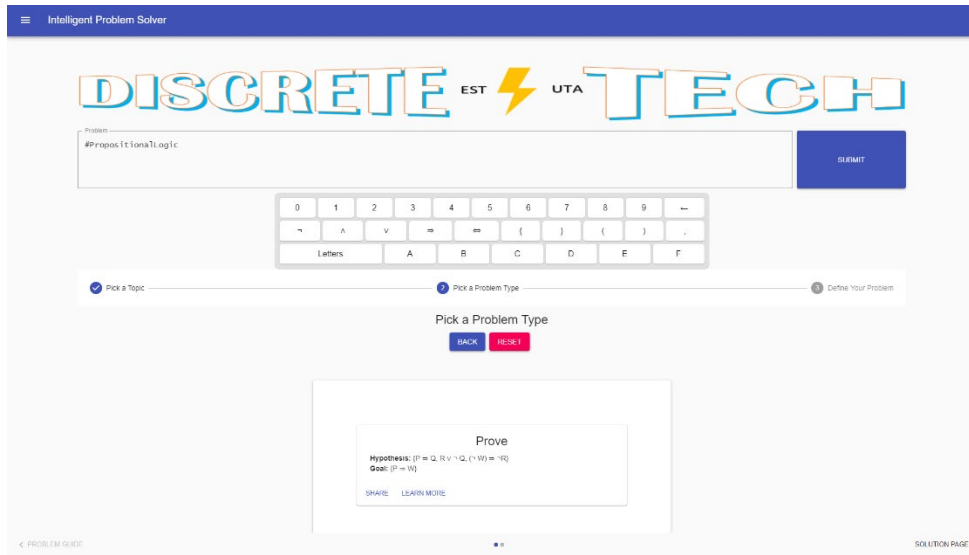 ≡ Intelligent Problem Solver
DISCRETE EST UTA TECH
Problem
#PropositionalLogic
SUBMIT
0 1 2 3 4 5 6 7 8 9 ←
¬ ∧ ∨ ⇒ ⇔ { } ( ) ,
Letters A B C D E F
Pick a Topic 2 Pick a Problem Type 3 Define Your Problem
Pick a Problem Type
BACK RESET
Prove
Hypothesis: {P ⇒ Q, R ∨ ¬ Q, (¬ W) ⇒ ¬R}
Goal: {P ⇒ W}
SHARE LEARN MORE
< PROBLEM GUIDE SOLUTION PAGE